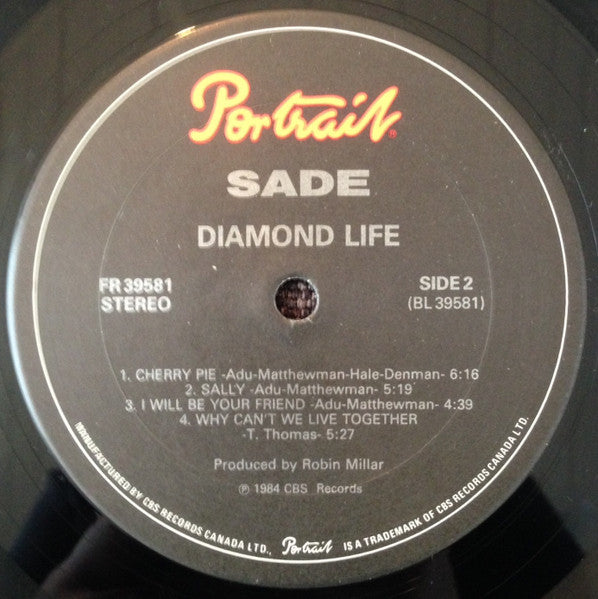 Portrait®
SADE
DIAMOND LIFE
FR 39581
STEREO
SIDE 2
(BL 39581)
1. CHERRY PIE -Adu-Matthewman-Hale-Denman- 6:16
2. SALLY -Adu-Matthewman- 5:19
3. I WILL BE YOUR FRIEND -Adu-Matthewman- 4:39
4. WHY CAN'T WE LIVE TOGETHER
-T. Thomas- 5:27
Produced by Robin Millar
℗ 1984 CBS Records
MANUFACTURED BY CBS RECORDS CANADA LTD., Portrait IS A TRADEMARK OF CBS RECORDS CANADA LTD.